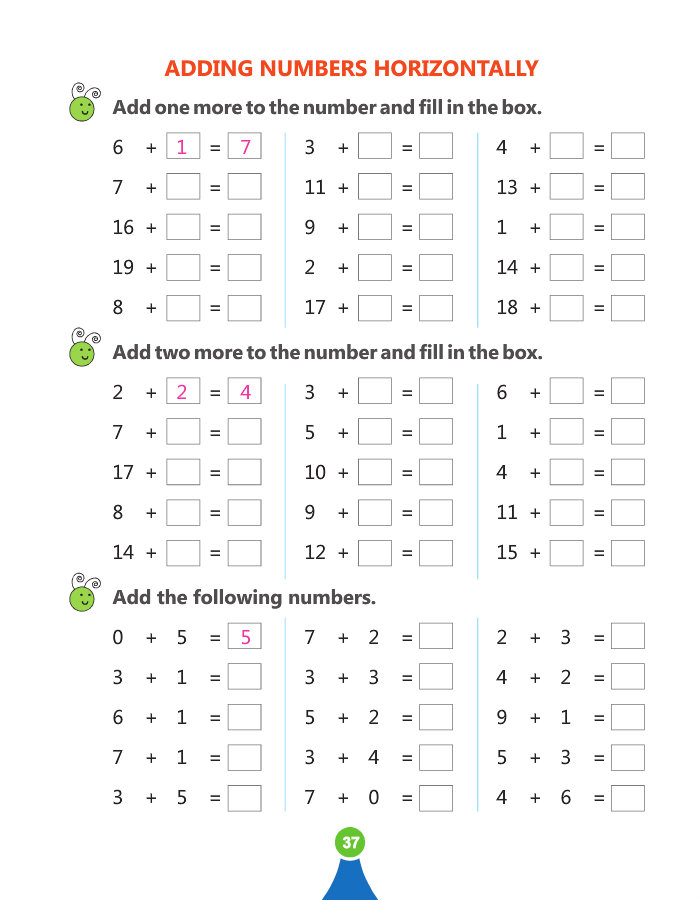 ADDING NUMBERS HORIZONTALLY
Add one more to the number and fill in the box.
6 + 1 = 7 3 + = 4 + =
7 + = 11 + = 13 + =
16 + = 9 + = 1 + =
19 + = 2 + = 14 + =
8 + = 17 + = 18 + =
Add two more to the number and fill in the box.
2 + 2 = 4 3 + = 6 + =
7 + = 5 + = 1 + =
17 + = 10 + = 4 + =
8 + = 9 + = 11 + =
14 + = 12 + = 15 + =
Add the following numbers.
0 + 5 = 5 7 + 2 = 2 + 3 =
3 + 1 = 3 + 3 = 4 + 2 =
6 + 1 = 5 + 2 = 9 + 1 =
7 + 1 = 3 + 4 = 5 + 3 =
3 + 5 = 7 + 0 = 4 + 6 =
37